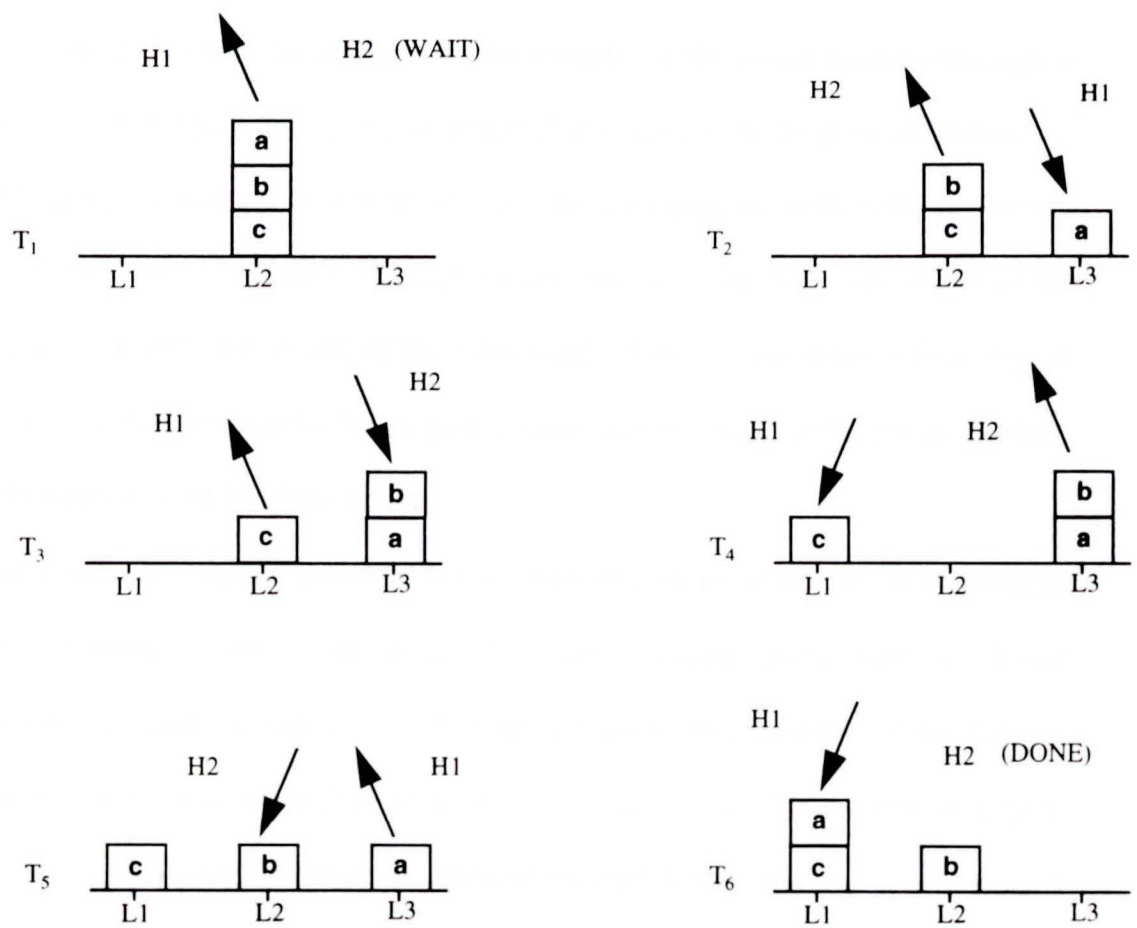 H1 H2 (WAIT)
a
b
c
T1
L1 L2 L3
H2 H1
b
c a
T2
L1 L2 L3
H2
H1
b
c a
T3
L1 L2 L3
H1 H2
b
c a
T4
L1 L2 L3
H2 H1
c b a
T5
L1 L2 L3
H1
H2 (DONE)
a
c b
T6
L1 L2 L3